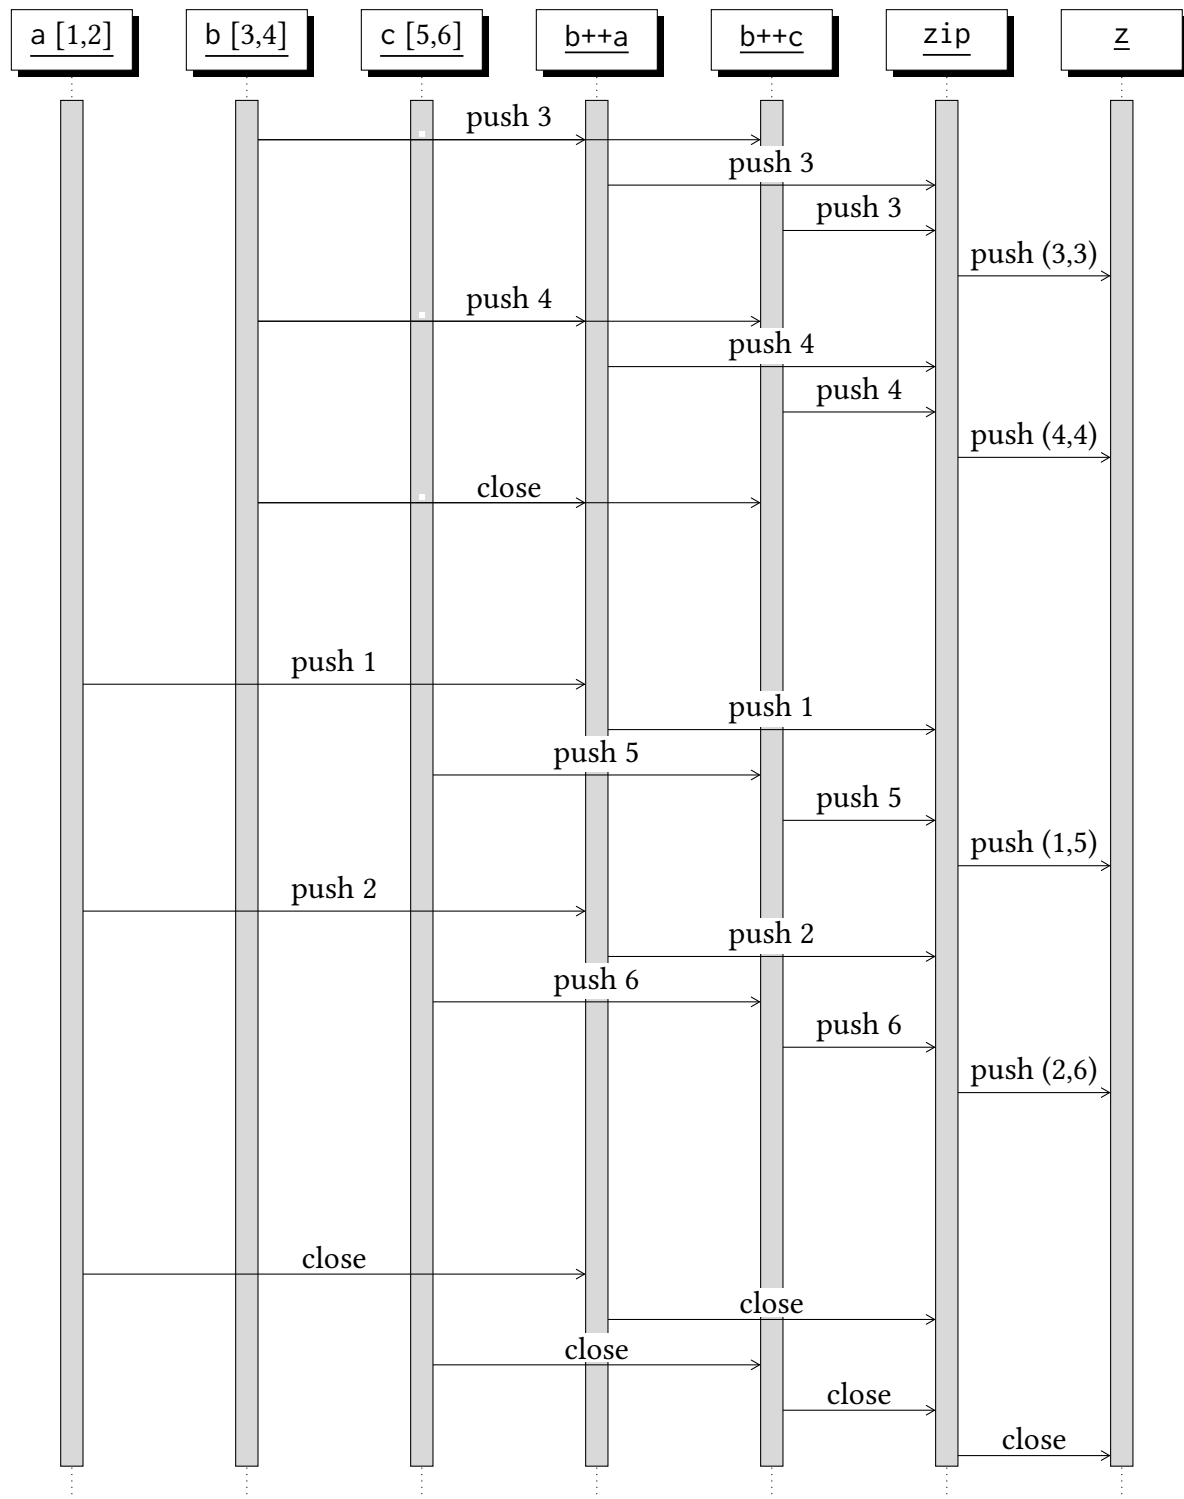 a [1,2] b [3,4] c [5,6] b++a b++c zip z
push 3
push 3
push 3
push (3,3)
push 4
push 4
push 4
push (4,4)
close
push 1
push 1
push 5
push 5
push (1,5)
push 2
push 2
push 6
push 6
push (2,6)
close
close
close
close
close